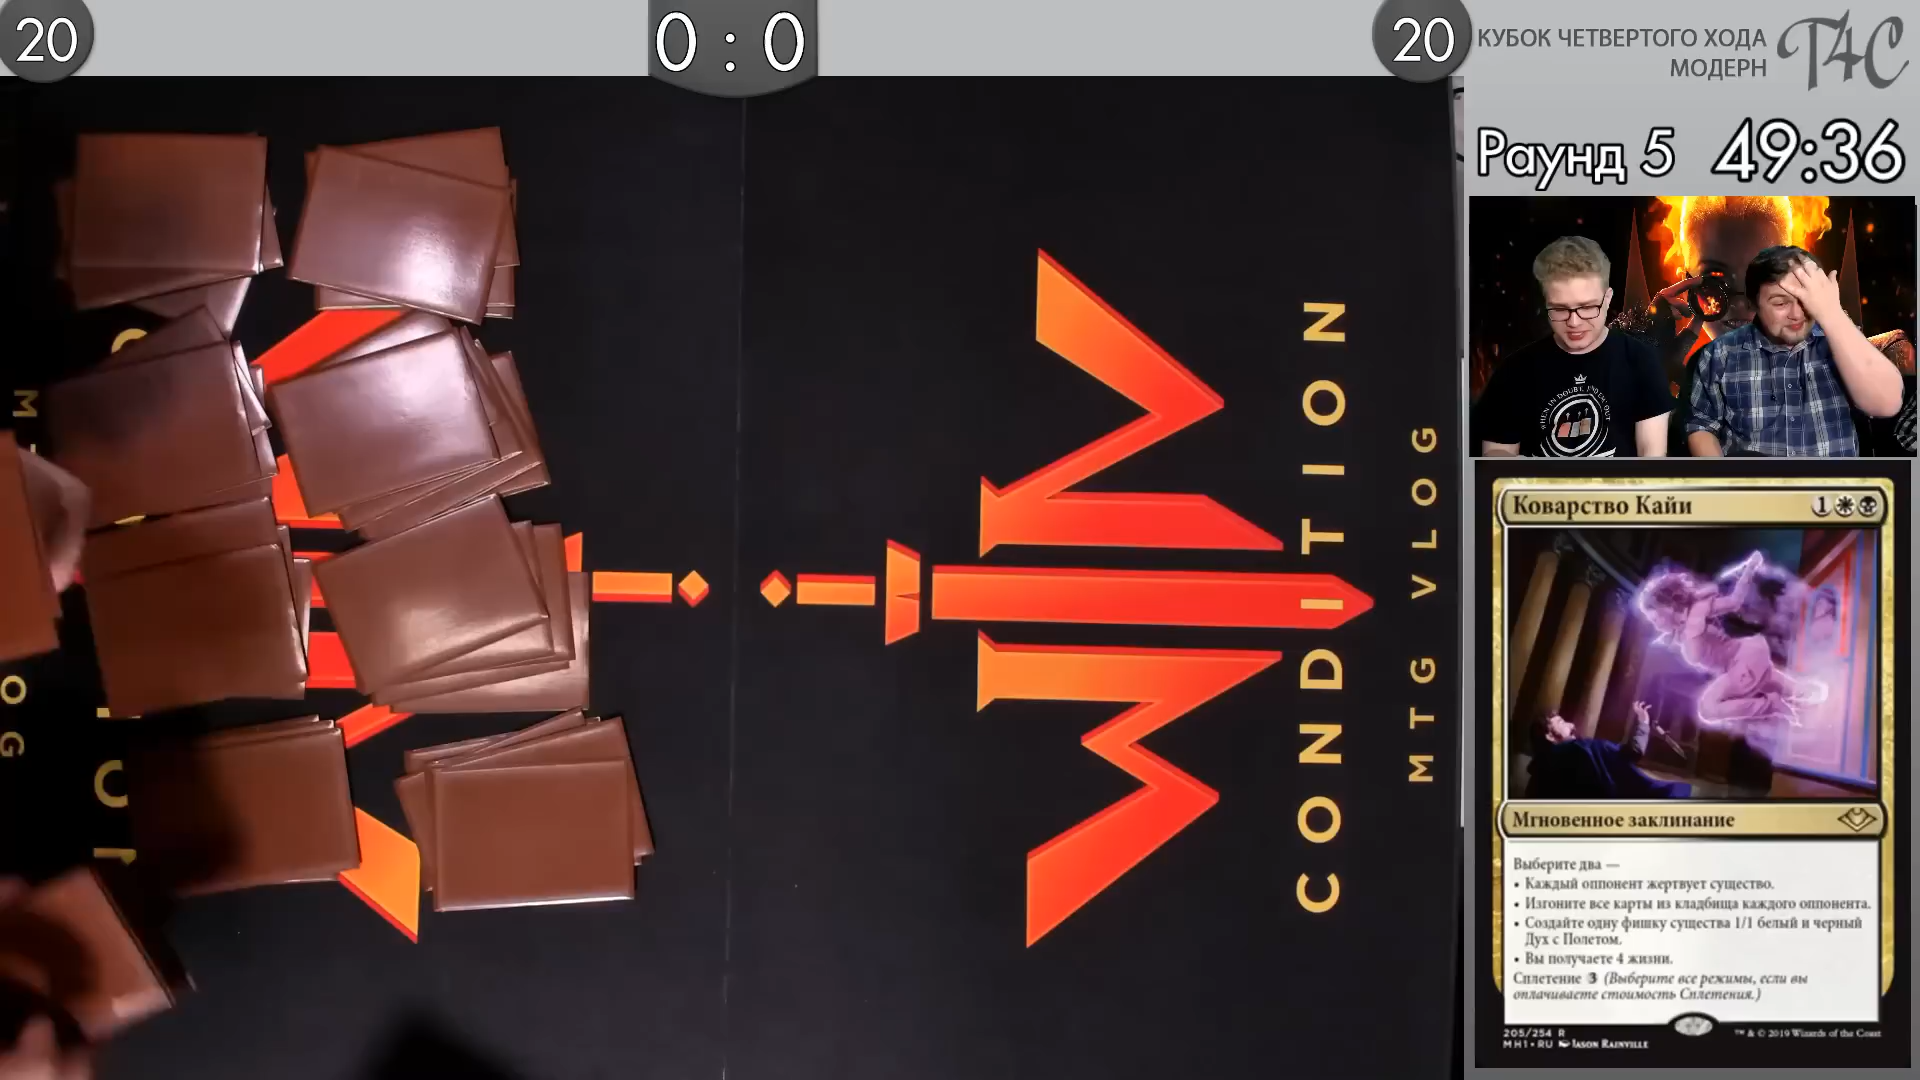 20
0 : 0
20
КУБОК ЧЕТВЕРТОГО ХОДА
МОДЕРН
T4C
Раунд 5 49:36
CONDITION
MTG VLOG
Коварство Кайи 1
Мгновенное заклинание
Выберите два —
• Каждый оппонент жертвует существо.
• Изгоните все карты из кладбища каждого оппонента.
• Создайте одну фишку существа 1/1 белый и черный
Дух с Полетом.
• Вы получаете 4 жизни.
Сплетение 3 (Выберите все режимы, если вы
оплачиваете стоимость Сплетения.)
205/254 R
MH1 • RU Jason Rainville
™ & © 2019 Wizards of the Coast